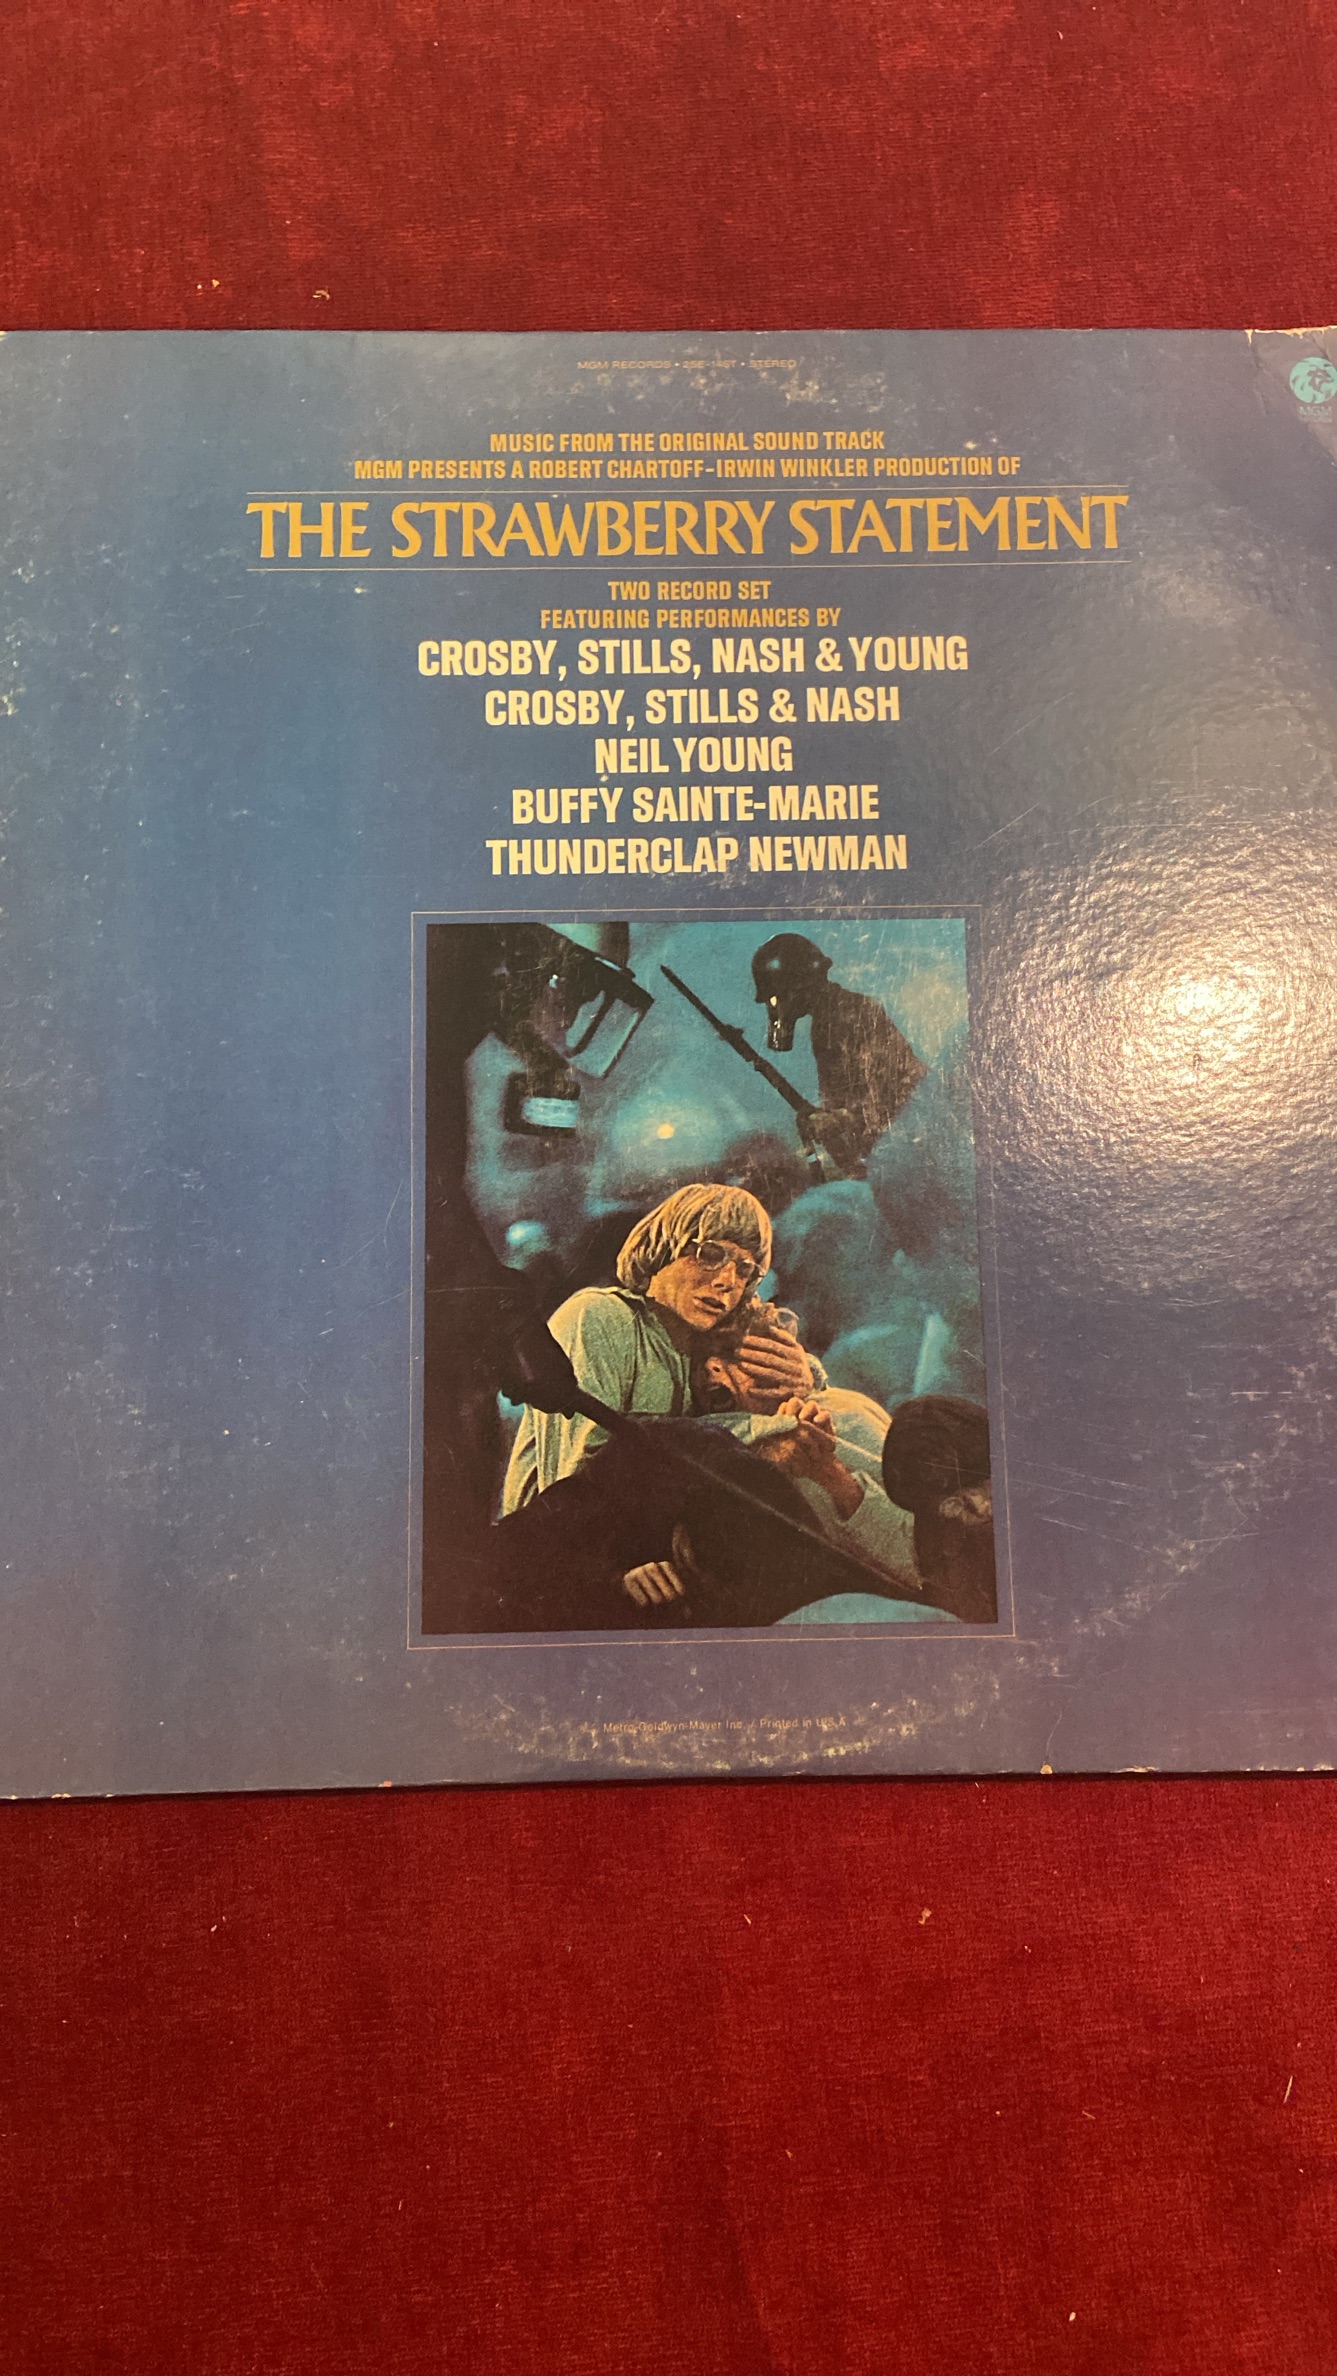 MGM RECORDS • 2SE-14ST • STEREO
MGM
MUSIC FROM THE ORIGINAL SOUND TRACK
MGM PRESENTS A ROBERT CHARTOFF-IRWIN WINKLER PRODUCTION OF
THE STRAWBERRY STATEMENT
TWO RECORD SET
FEATURING PERFORMANCES BY
CROSBY, STILLS, NASH & YOUNG
CROSBY, STILLS & NASH
NEIL YOUNG
BUFFY SAINTE-MARIE
THUNDERCLAP NEWMAN
Metro-Goldwyn-Mayer Inc. / Printed in U.S.A.